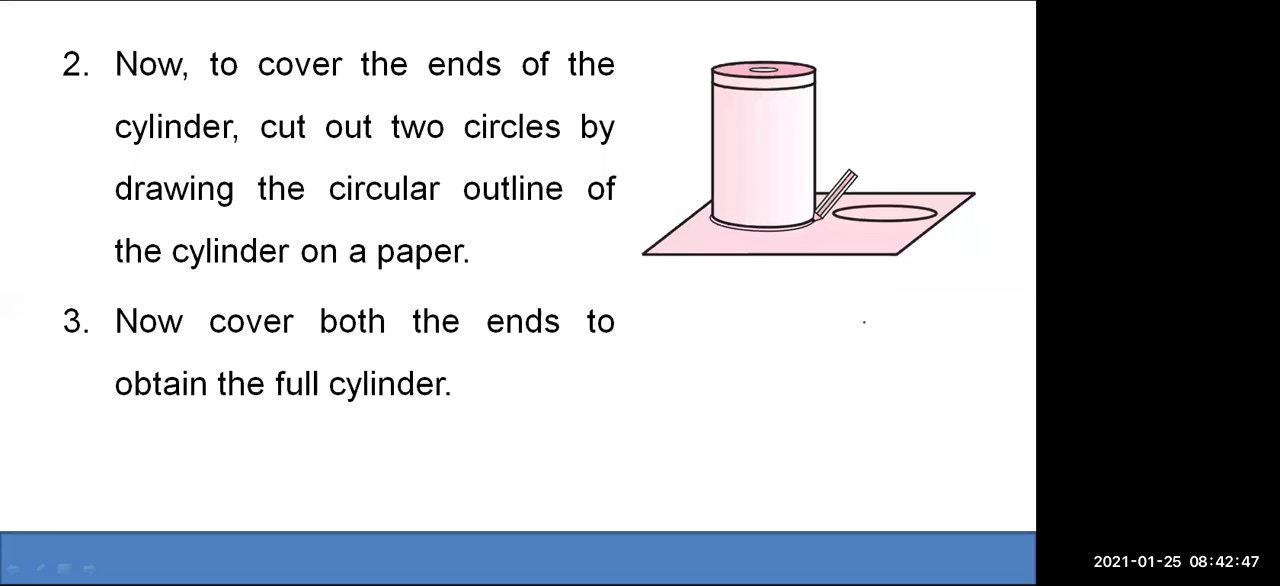 2. Now, to cover the ends of the
cylinder, cut out two circles by
drawing the circular outline of
the cylinder on a paper.
3. Now cover both the ends to
obtain the full cylinder.
2021-01-25 08:42:47